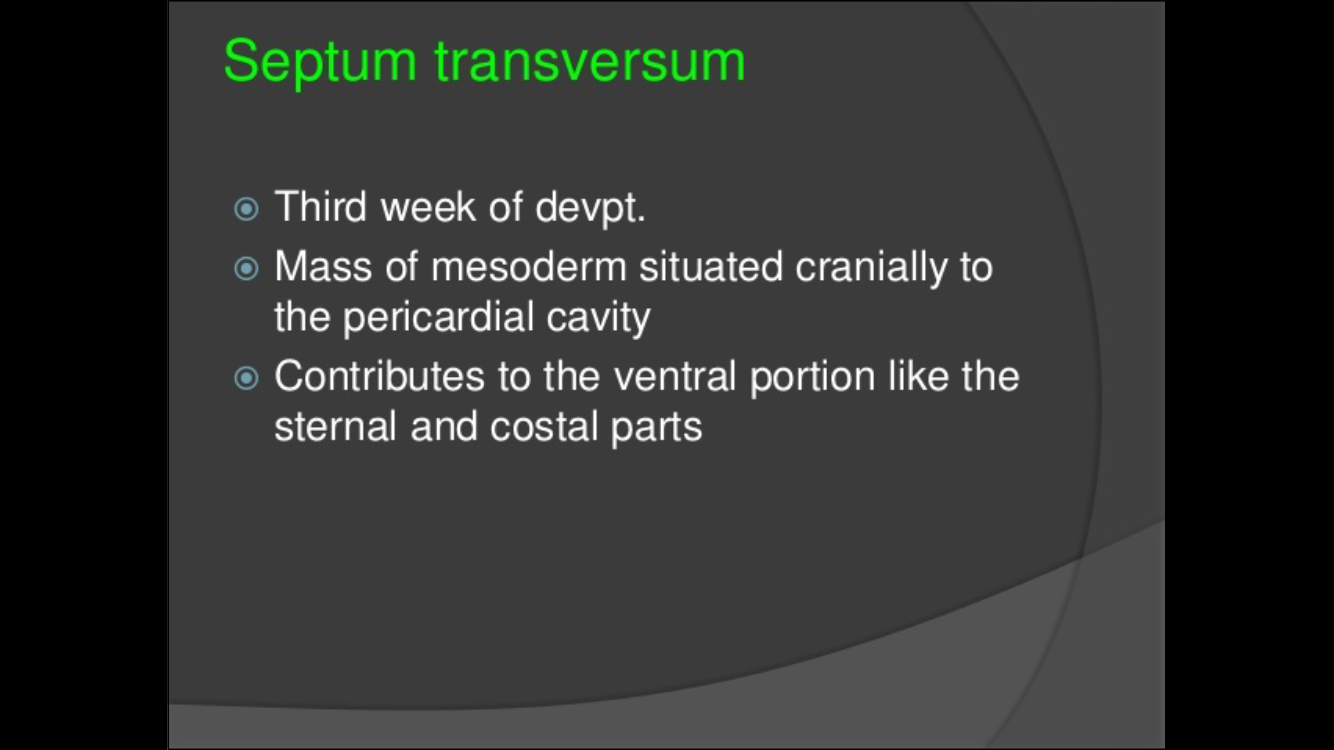 Septum transversum
Third week of devpt.
Mass of mesoderm situated cranially to
the pericardial cavity
Contributes to the ventral portion like the
sternal and costal parts